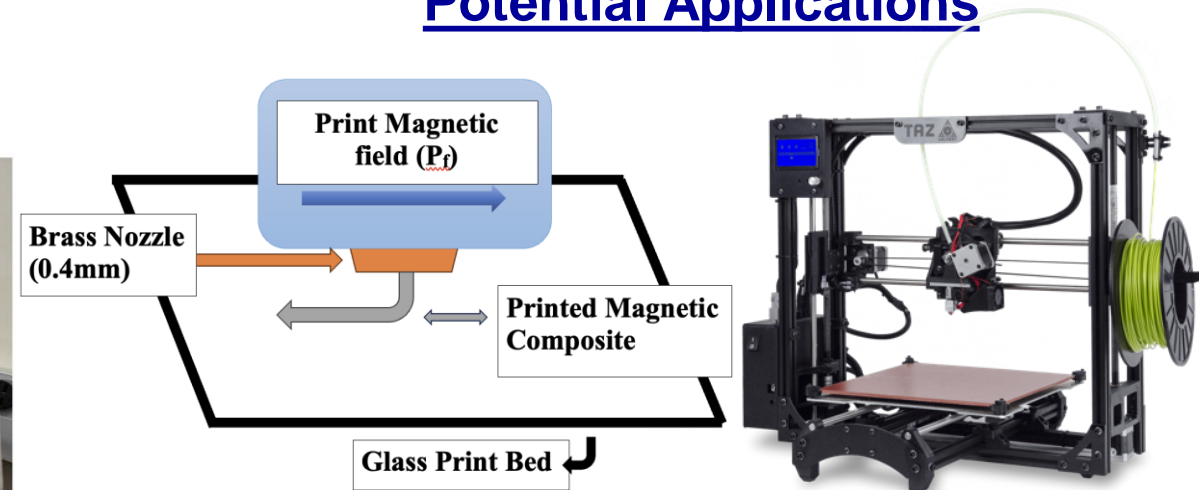 Potential Applications
Print Magnetic
field (Pf)
Brass Nozzle
(0.4mm)
Printed Magnetic
Composite
Glass Print Bed
TAZ